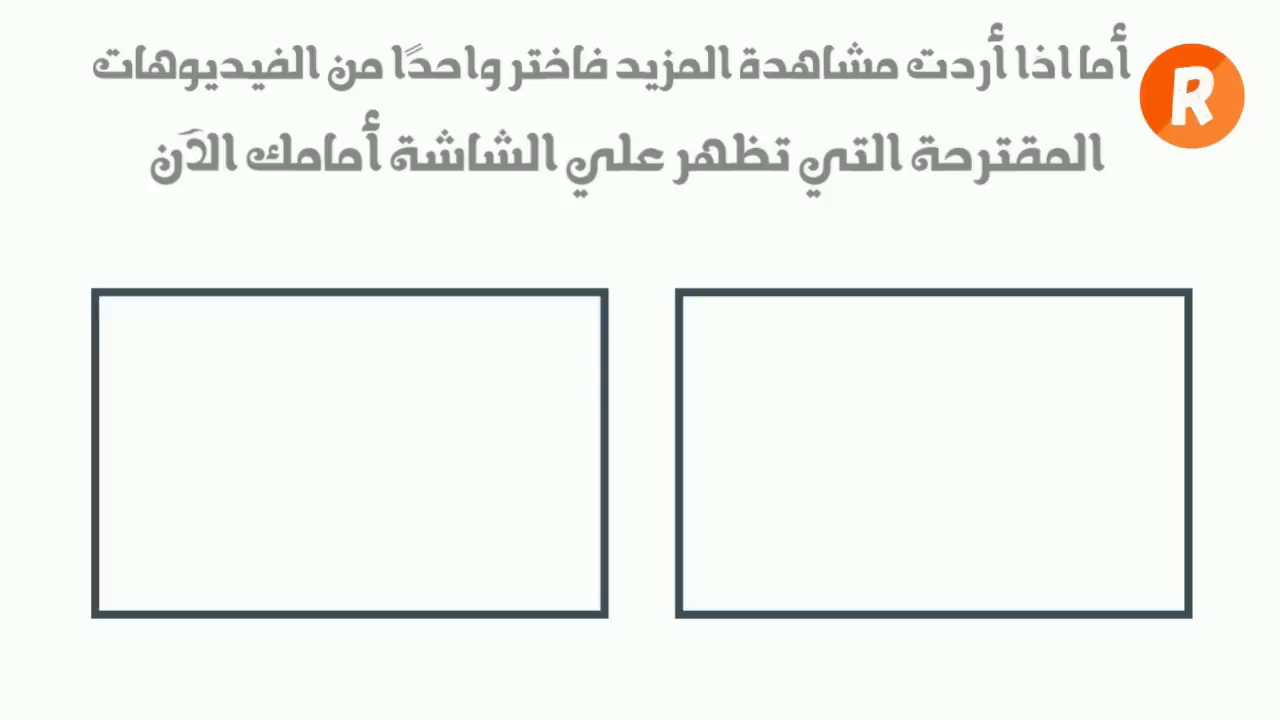 أما اذا أردت مشاهدة المزيد فاختر واحدًا من الفيديوهات
المقترحة التي تظهر علي الشاشة أمامك الآن
R